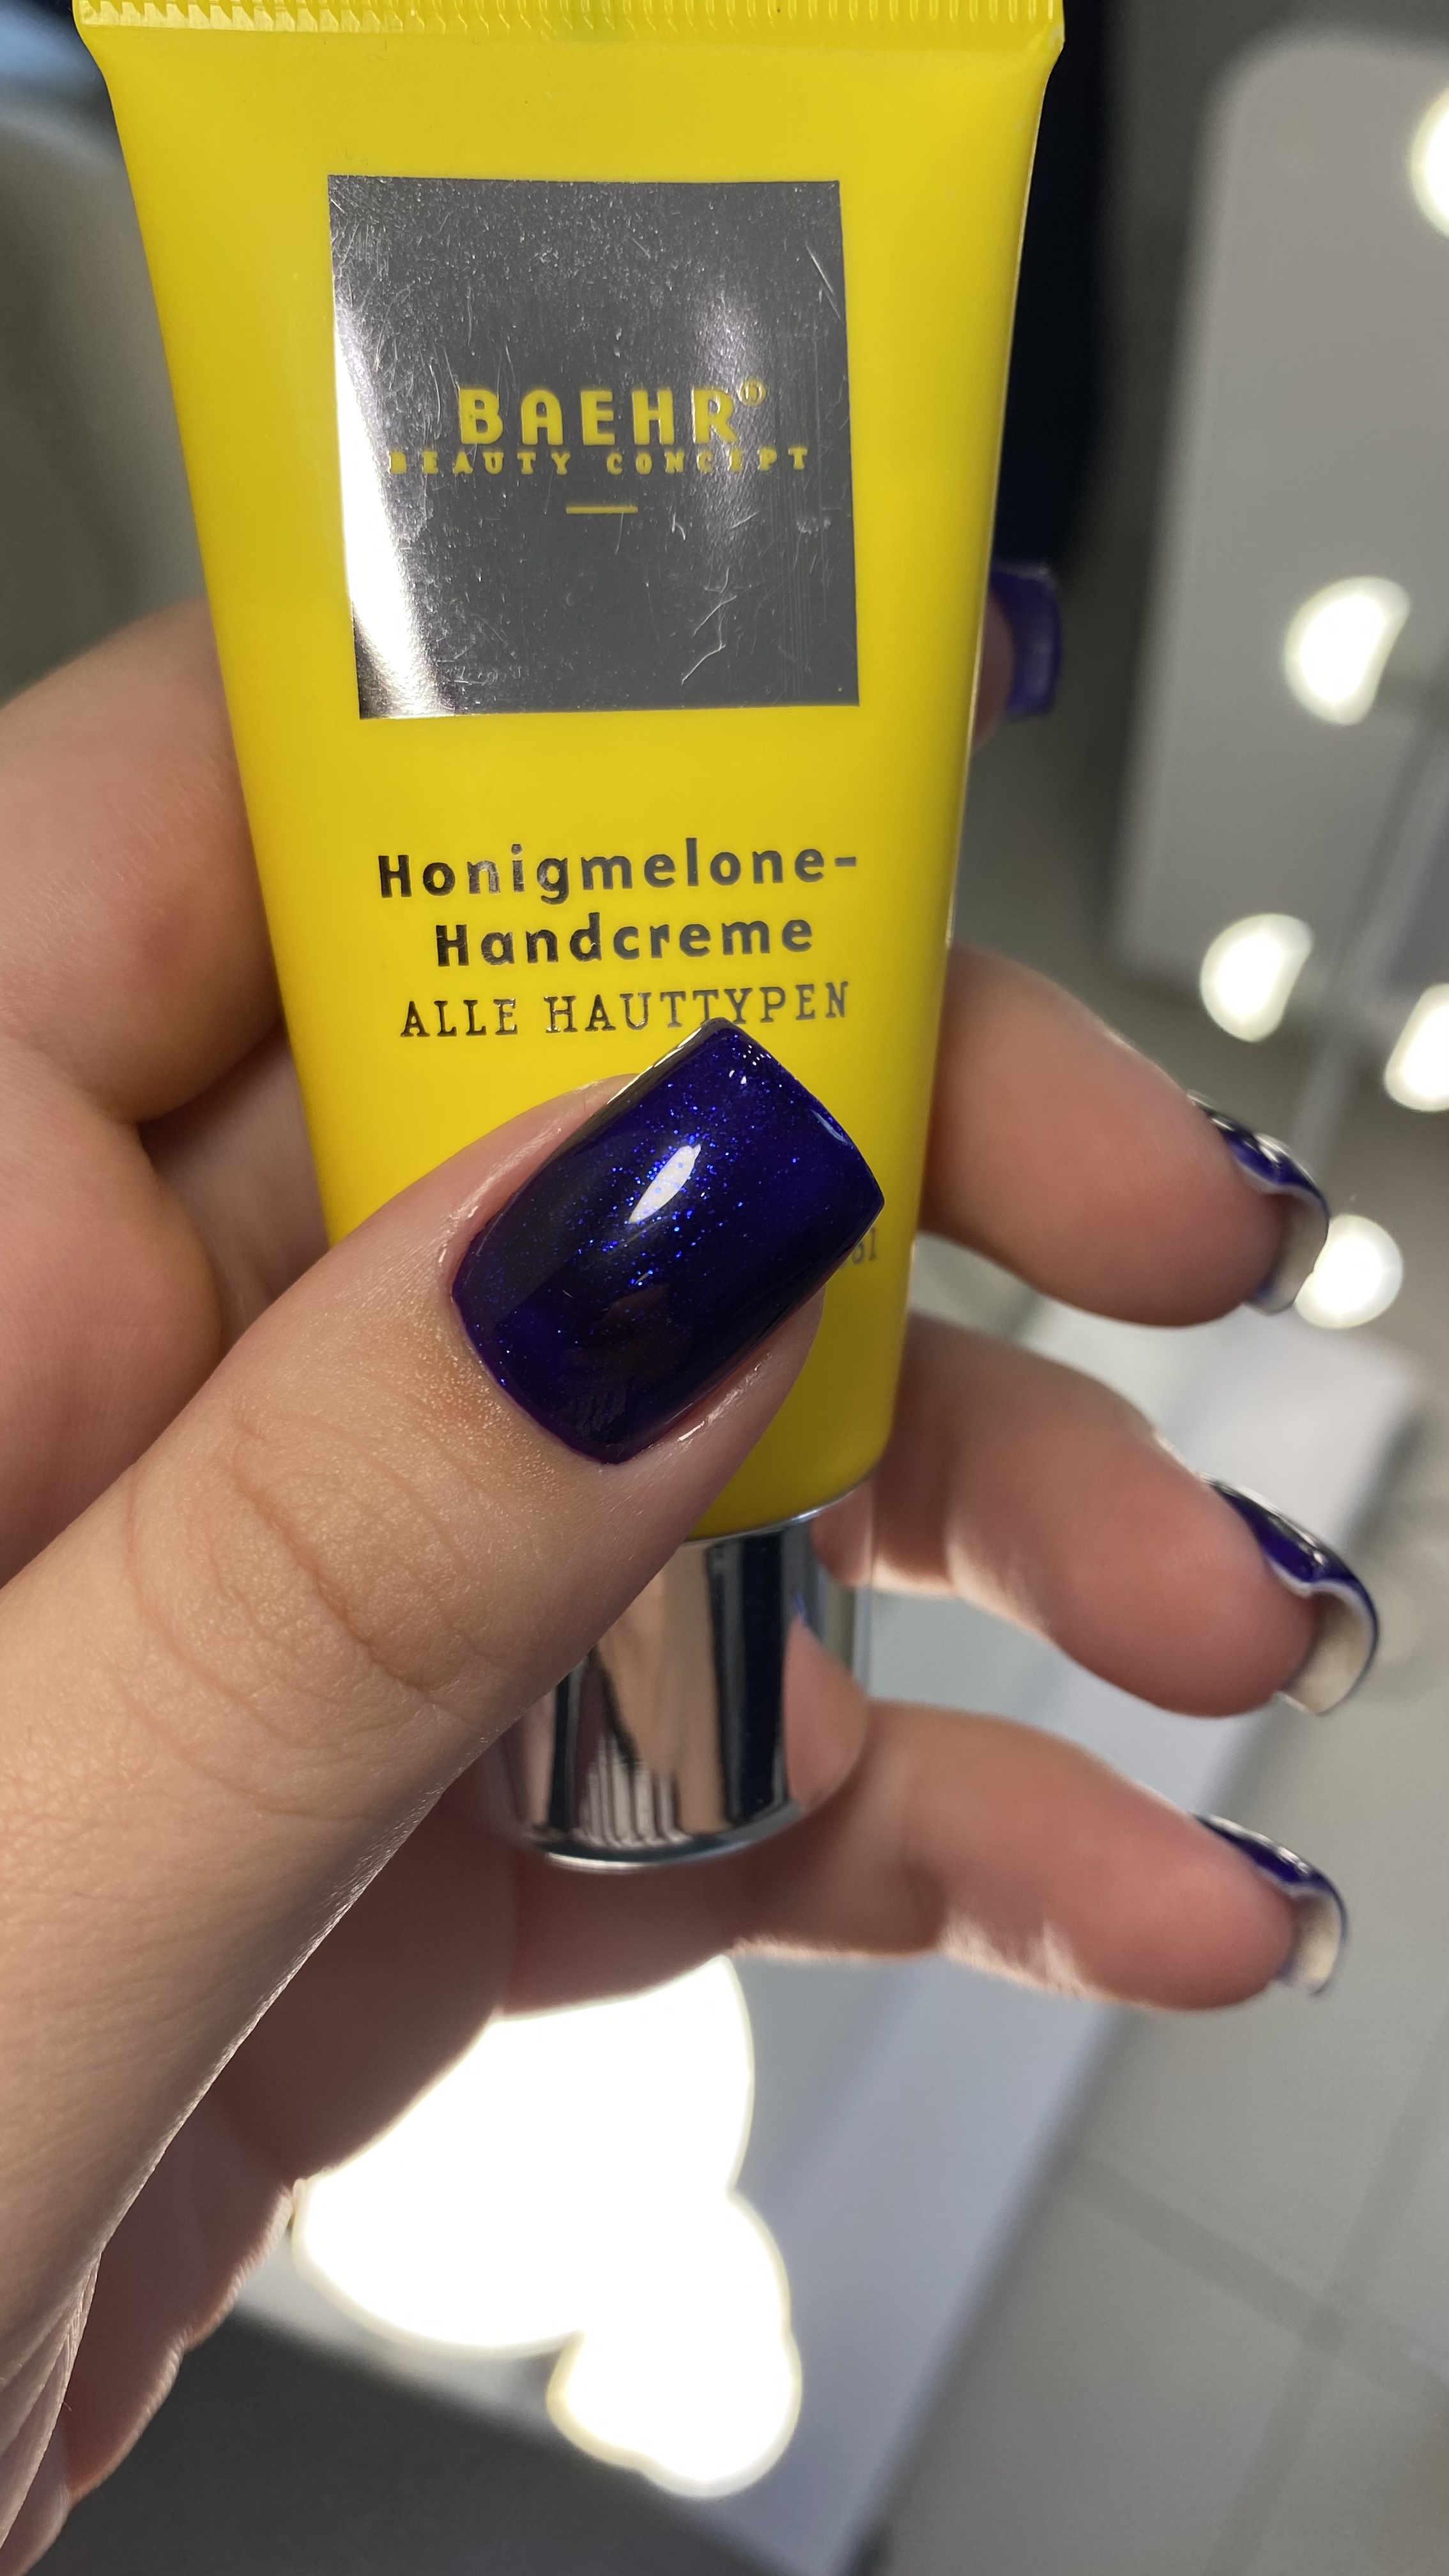 BAEHR®
BEAUTY CONCEPT
Honigmelone-
Handcreme
ALLE HAUTTYPEN